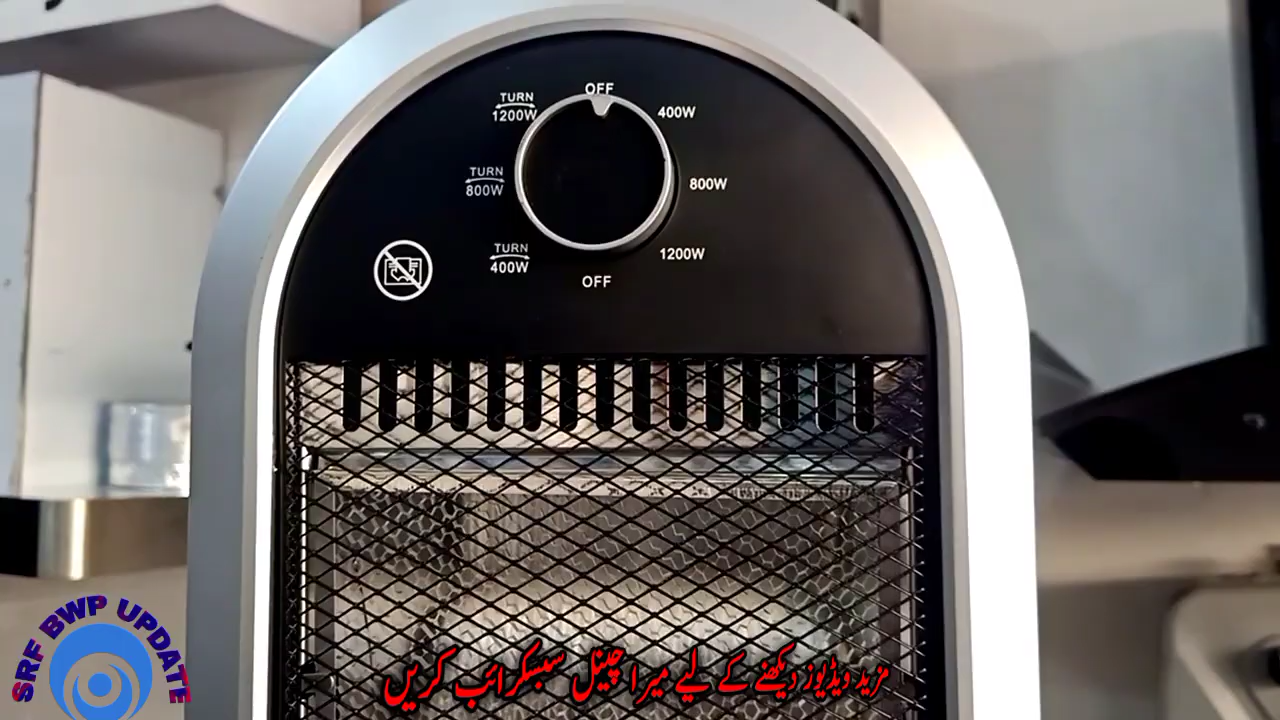 OFF
TURN
1200W
400W
TURN
800W
800W
TURN
400W
1200W
OFF
SRF BWP UPDATE
مزید ویڈیوز دیکھنے کے لیے میرا چینل سبسکرائب کریں